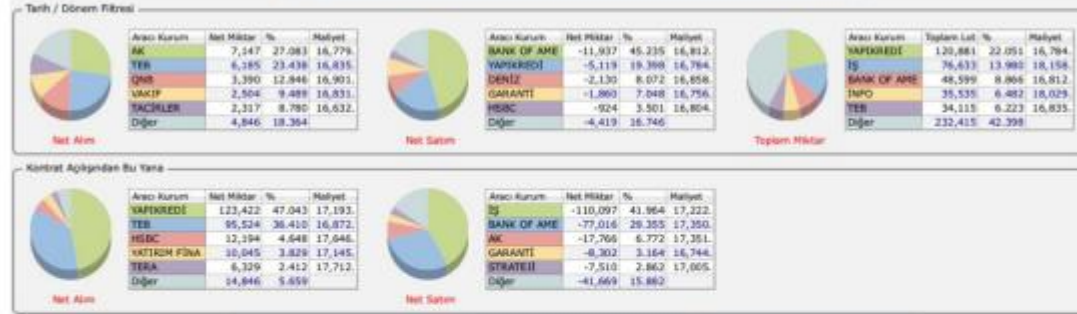 Tarih / Dönem Filtresi
Aracı Kurum Net Miktar % Maliyet
AK 7,147 27.083 16,779.
TEB 6,185 23.438 16,835.
QNB 3,390 12.846 16,901.
VAKIF 2,504 9.489 16,831.
TACİRLER 2,317 8.780 16,632.
Diğer 4,846 18.364
Net Alım
Aracı Kurum Net Miktar % Maliyet
BANK OF AME -11,937 45.235 16,812.
YAPIKREDİ -5,119 19.398 16,784.
DENİZ -2,130 8.072 16,858.
GARANTİ -1,860 7.048 16,756.
HSBC -924 3.501 16,804.
Diğer -4,419 16.746
Net Satım
Aracı Kurum Toplam Lot % Maliyet
YAPIKREDİ 120,881 22.051 16,784.
İŞ 76,633 13.980 18,158.
BANK OF AME 48,599 8.866 16,812.
İNFO 35,535 6.482 18,029.
TEB 34,115 6.223 16,835.
Diğer 232,415 42.398
Toplam Miktar
Kontrat Açılışından Bu Yana
Aracı Kurum Net Miktar % Maliyet
YAPIKREDİ 123,422 47.043 17,193.
TEB 95,524 36.410 16,872.
HSBC 12,194 4.648 17,646.
YATIRIM FİNA 10,045 3.829 17,145.
TERA 6,329 2.412 17,712.
Diğer 14,846 5.659
Net Alım
Aracı Kurum Net Miktar % Maliyet
İŞ -110,097 41.964 17,222.
BANK OF AME -77,016 29.355 17,350.
AK -17,766 6.772 17,351.
GARANTİ -8,302 3.164 16,744.
STRATEJİ -7,510 2.862 17,005.
Diğer -41,669 15.882
Net Satım